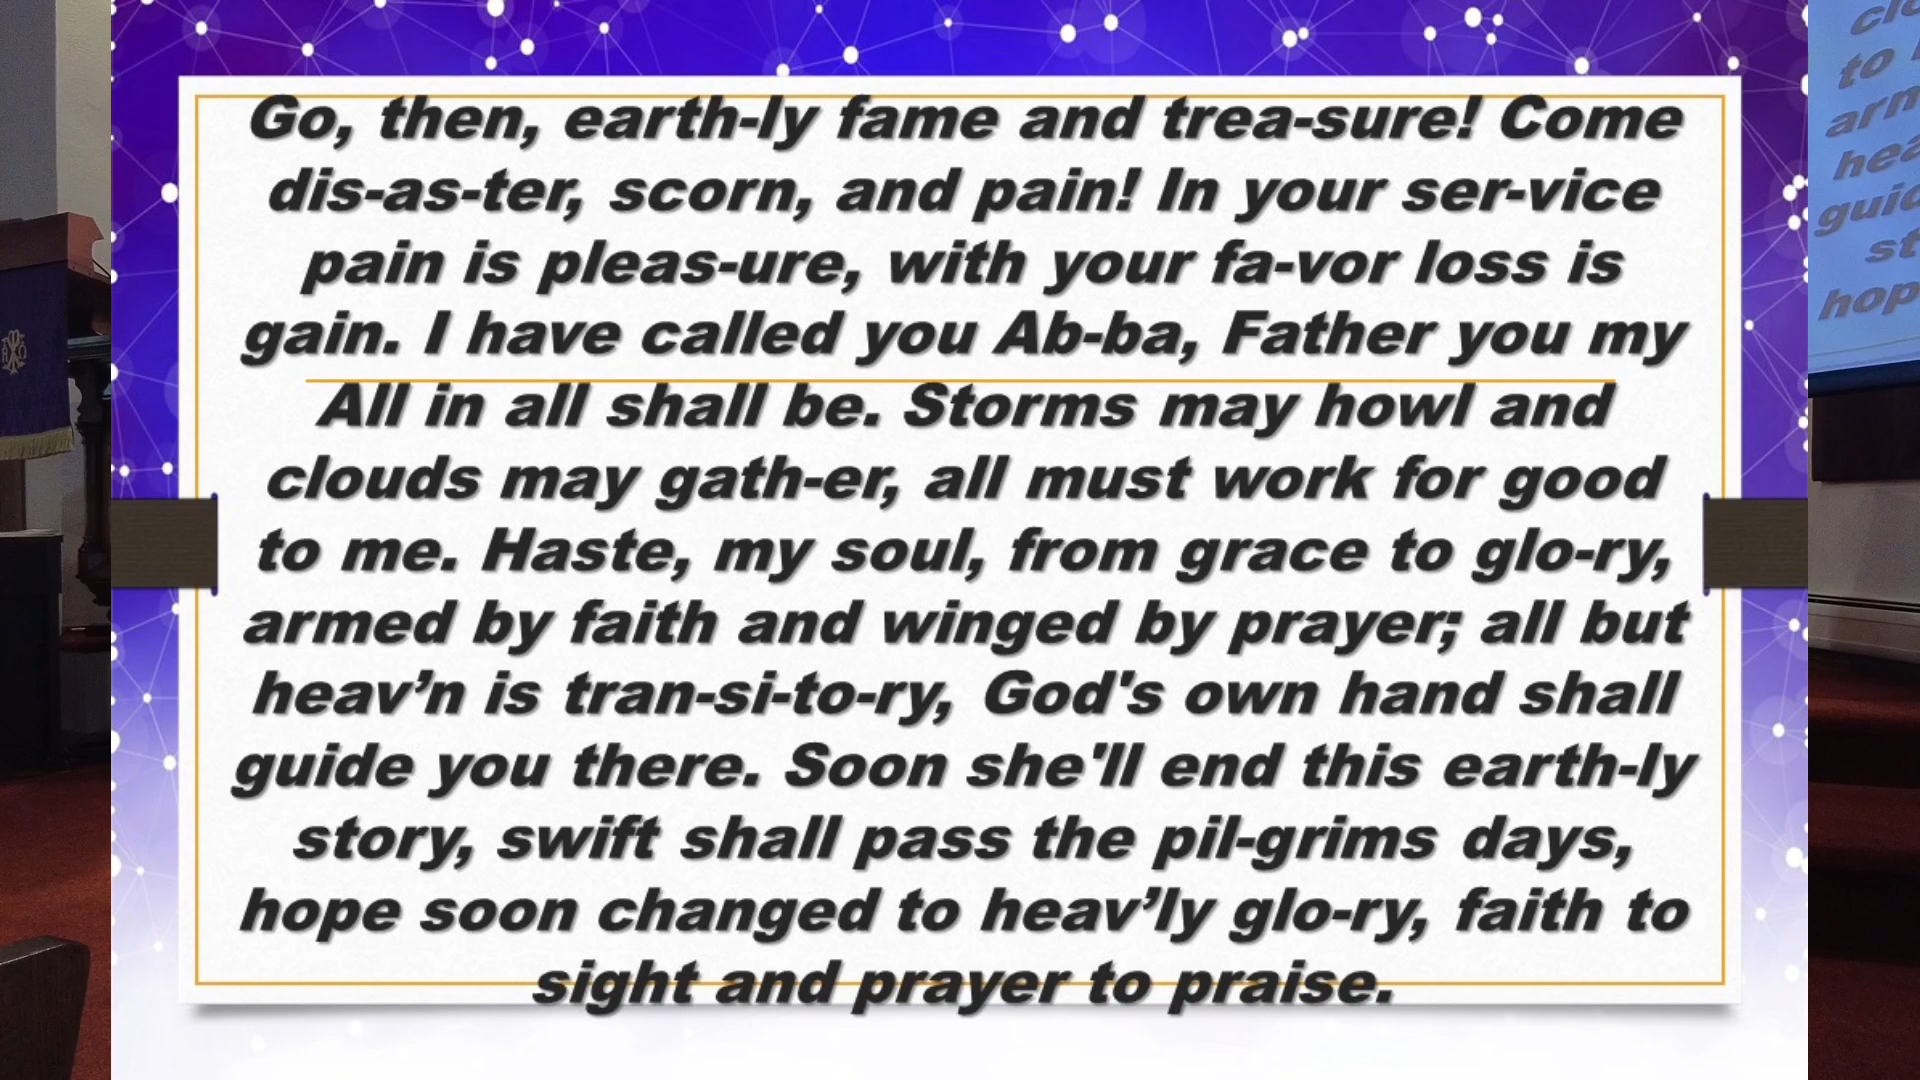 Go, then, earth-ly fame and trea-sure! Come
dis-as-ter, scorn, and pain! In your ser-vice
pain is pleas-ure, with your fa-vor loss is
gain. I have called you Ab-ba, Father you my
All in all shall be. Storms may howl and
clouds may gath-er, all must work for good
to me. Haste, my soul, from grace to glo-ry,
armed by faith and winged by prayer; all but
heav’n is tran-si-to-ry, God's own hand shall
guide you there. Soon she'll end this earth-ly
story, swift shall pass the pil-grims days,
hope soon changed to heav’ly glo-ry, faith to
sight and prayer to praise.
to